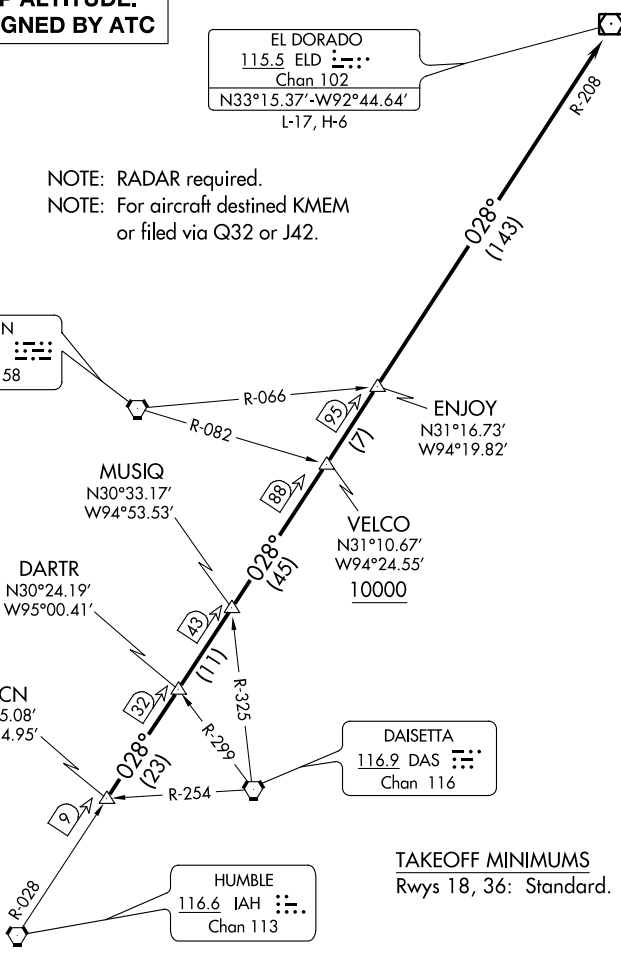 P ALTITUDE.
GNED BY ATC
EL DORADO
115.5 ELD
Chan 102
N33°15.37’-W92°44.64’
L-17, H-6
R-208
NOTE: RADAR required.
NOTE: For aircraft destined KMEM
or filed via Q32 or J42.
028°
(143)
N
58
R-066
R-082
95
(7)
ENJOY
N31°16.73’
W94°19.82’
88
VELCO
N31°10.67’
W94°24.55’
10000
MUSIQ
N30°33.17’
W94°53.53’
028°
(45)
DARTR
N30°24.19’
W95°00.41’
43
(11)
R-325
32
R-299
CN
5.08’
4.95’
028°
(23)
DAISETTA
116.9 DAS
Chan 116
R-254
9
R-028
HUMBLE
116.6 IAH
Chan 113
TAKEOFF MINIMUMS
Rwys 18, 36: Standard.